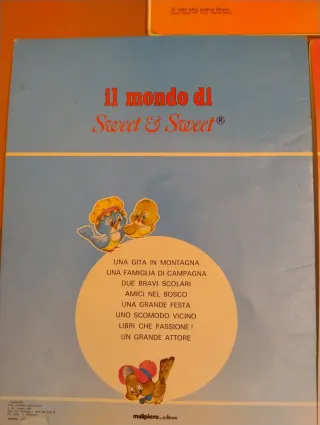 il mondo di
Sweet & Sweet®
UNA GITA IN MONTAGNA
UNA FAMIGLIA DI CAMPAGNA
DUE BRAVI SCOLARI
AMICI NEL BOSCO
UNA GRANDE FESTA
UNO SCOMODO VICINO
LIBRI CHE PASSIONE!
UN GRANDE ATTORE
malipiero